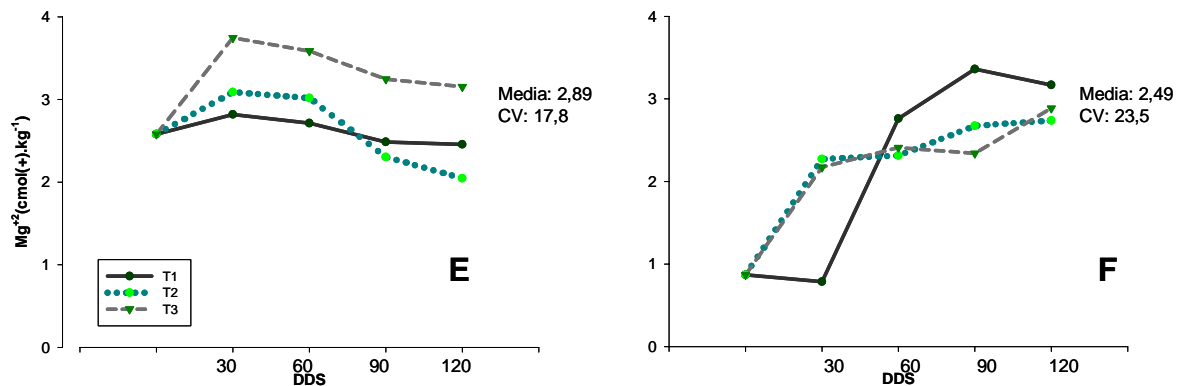 4
3
2
1
0
Mg+2(cmol(+).kg-1)
Media: 2,89
CV: 17,8
E
T1
T2
T3
30 60 90 120
DDS
4
3
2
1
0
Media: 2,49
CV: 23,5
F
30 60 90 120
DDS